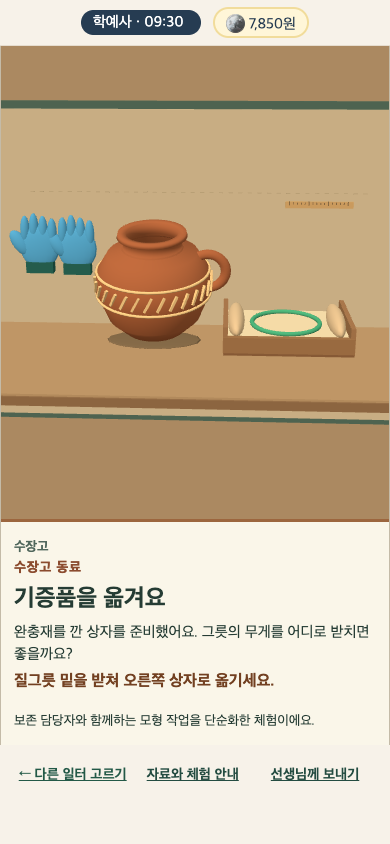 학예사 · 09:30
7,850원
수장고
수장고 동료
기증품을 옮겨요
완충재를 깐 상자를 준비했어요. 그릇의 무게를 어디로 받치면
좋을까요?
질그릇 밑을 받쳐 오른쪽 상자로 옮기세요.
보존 담당자와 함께하는 모형 작업을 단순화한 체험이에요.
← 다른 일터 고르기 자료와 체험 안내 선생님께 보내기